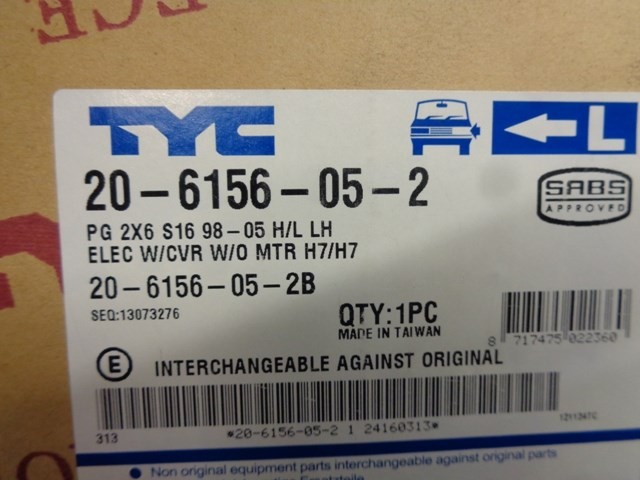 TYC
L
20-6156-05-2
SABS
APPROVED
PG 2X6 S16 98-05 H/L LH
ELEC W/CVR W/O MTR H7/H7
20-6156-05-2B
SEQ:13073276
QTY:1PC
MADE IN TAIWAN
8 717475 022360
E INTERCHANGEABLE AGAINST ORIGINAL
313
*20-6156-05-2 1 24160313*
Non original equipment parts interchangeable against original parts